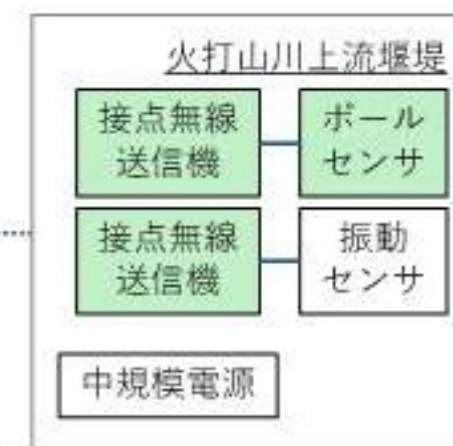 火打山川上流堰堤
接点無線
送信機
ポール
センサ
接点無線
送信機
振動
センサ
中規模電源